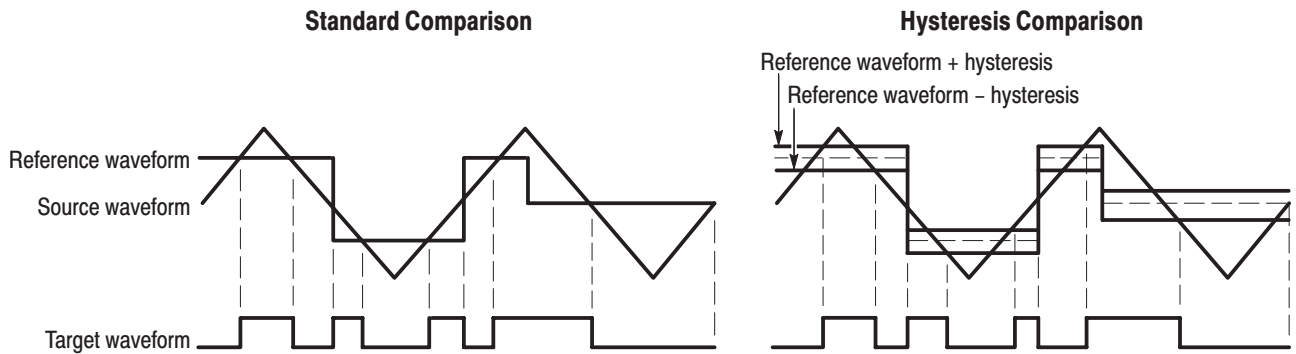 Standard Comparison
Hysteresis Comparison
Reference waveform + hysteresis
Reference waveform – hysteresis
Reference waveform
Source waveform
Target waveform